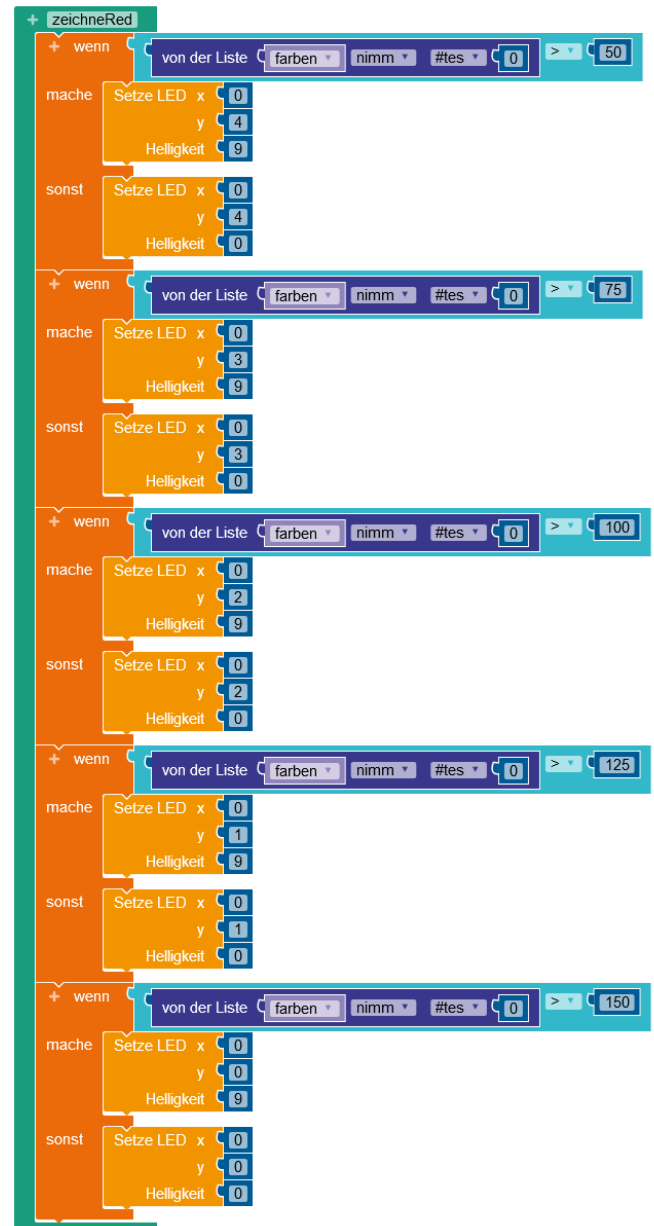 + zeichneRed
+ wenn von der Liste farben nimm #tes 0 > 50
mache Setze LED x 0
y 4
Helligkeit 9
sonst Setze LED x 0
y 4
Helligkeit 0
+ wenn von der Liste farben nimm #tes 0 > 75
mache Setze LED x 0
y 3
Helligkeit 9
sonst Setze LED x 0
y 3
Helligkeit 0
+ wenn von der Liste farben nimm #tes 0 > 100
mache Setze LED x 0
y 2
Helligkeit 9
sonst Setze LED x 0
y 2
Helligkeit 0
+ wenn von der Liste farben nimm #tes 0 > 125
mache Setze LED x 0
y 1
Helligkeit 9
sonst Setze LED x 0
y 1
Helligkeit 0
+ wenn von der Liste farben nimm #tes 0 > 150
mache Setze LED x 0
y 0
Helligkeit 9
sonst Setze LED x 0
y 0
Helligkeit 0